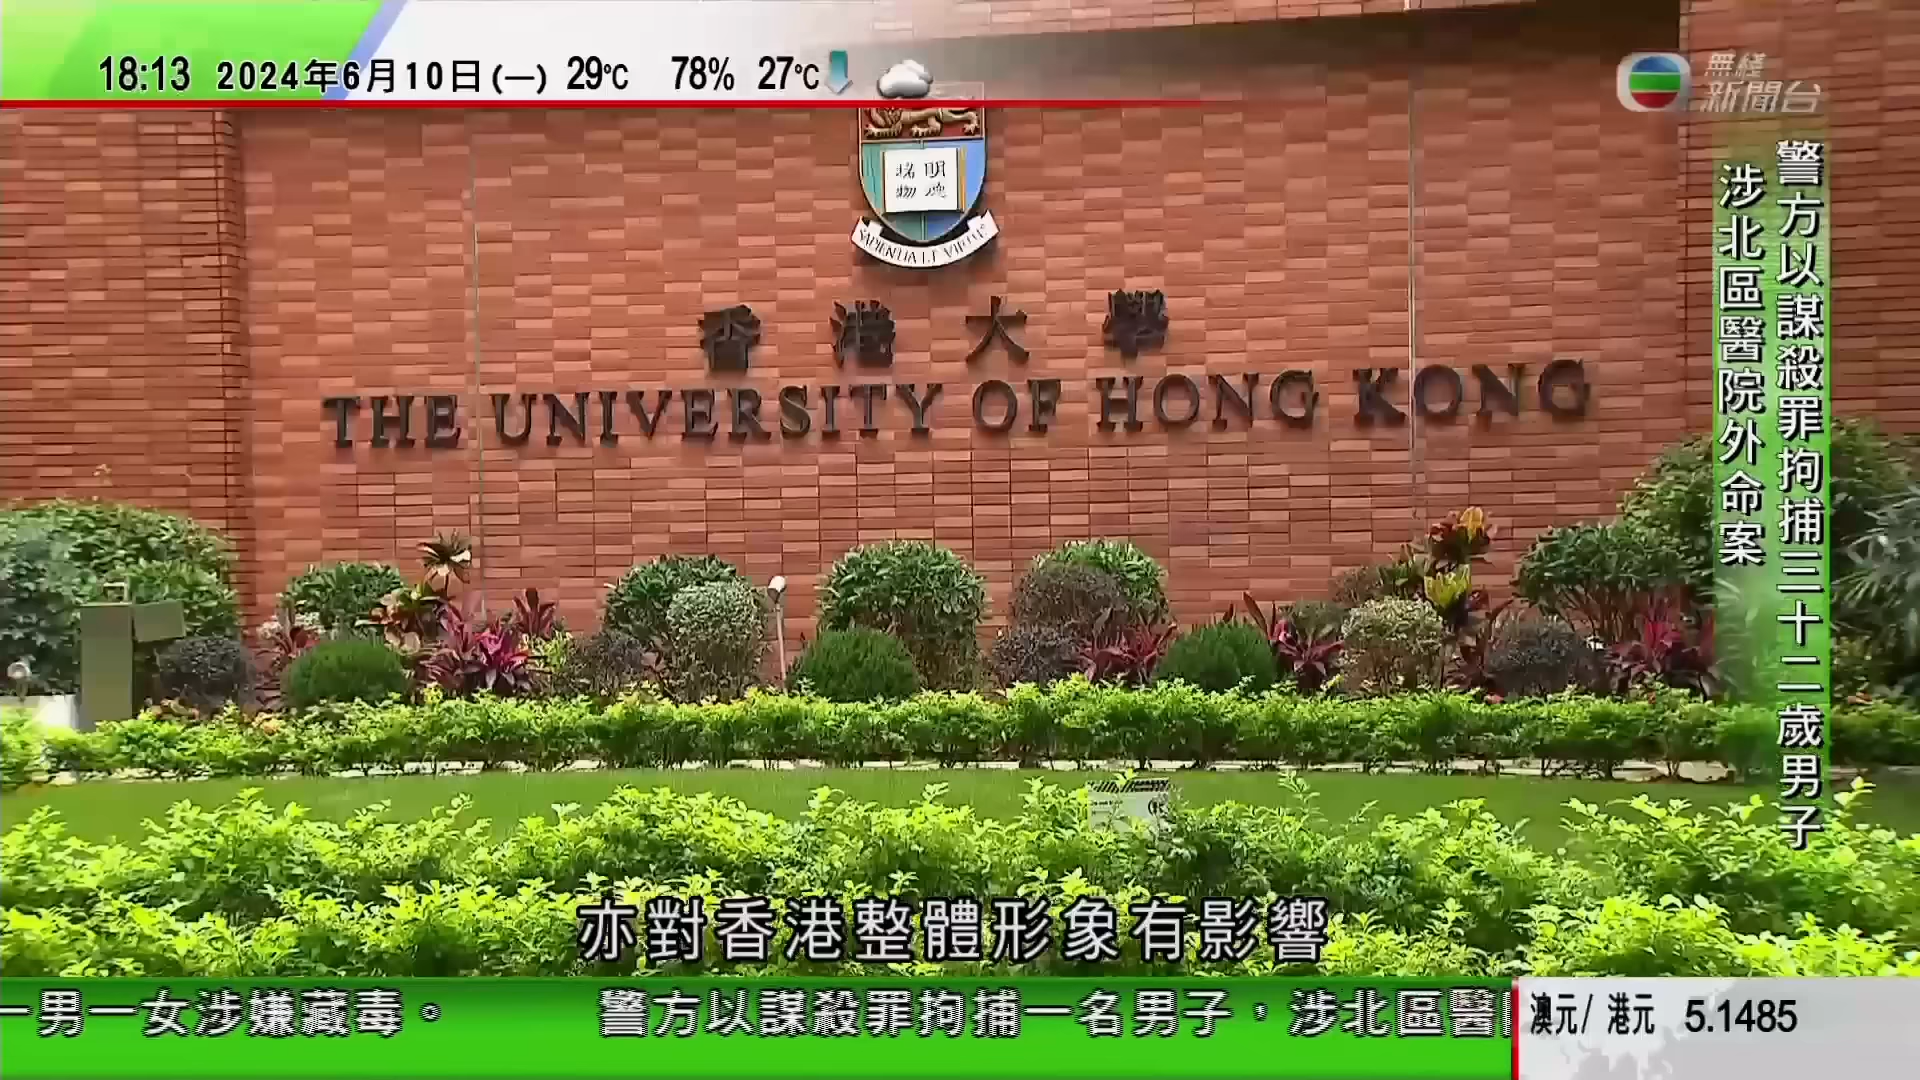 18:13 2024年6月10日(一) 29℃ 78% 27℃
無綫
新聞台
警方以謀殺罪拘捕三十二歲男子
涉北區醫院外命案
明德
格物
SAPIENTIA ET VIRTUS
香港大學
THE UNIVERSITY OF HONG KONG
亦對香港整體形象有影響
一男一女涉嫌藏毒。 警方以謀殺罪拘捕一名男子，涉北區醫
澳元/ 港元 5.1485